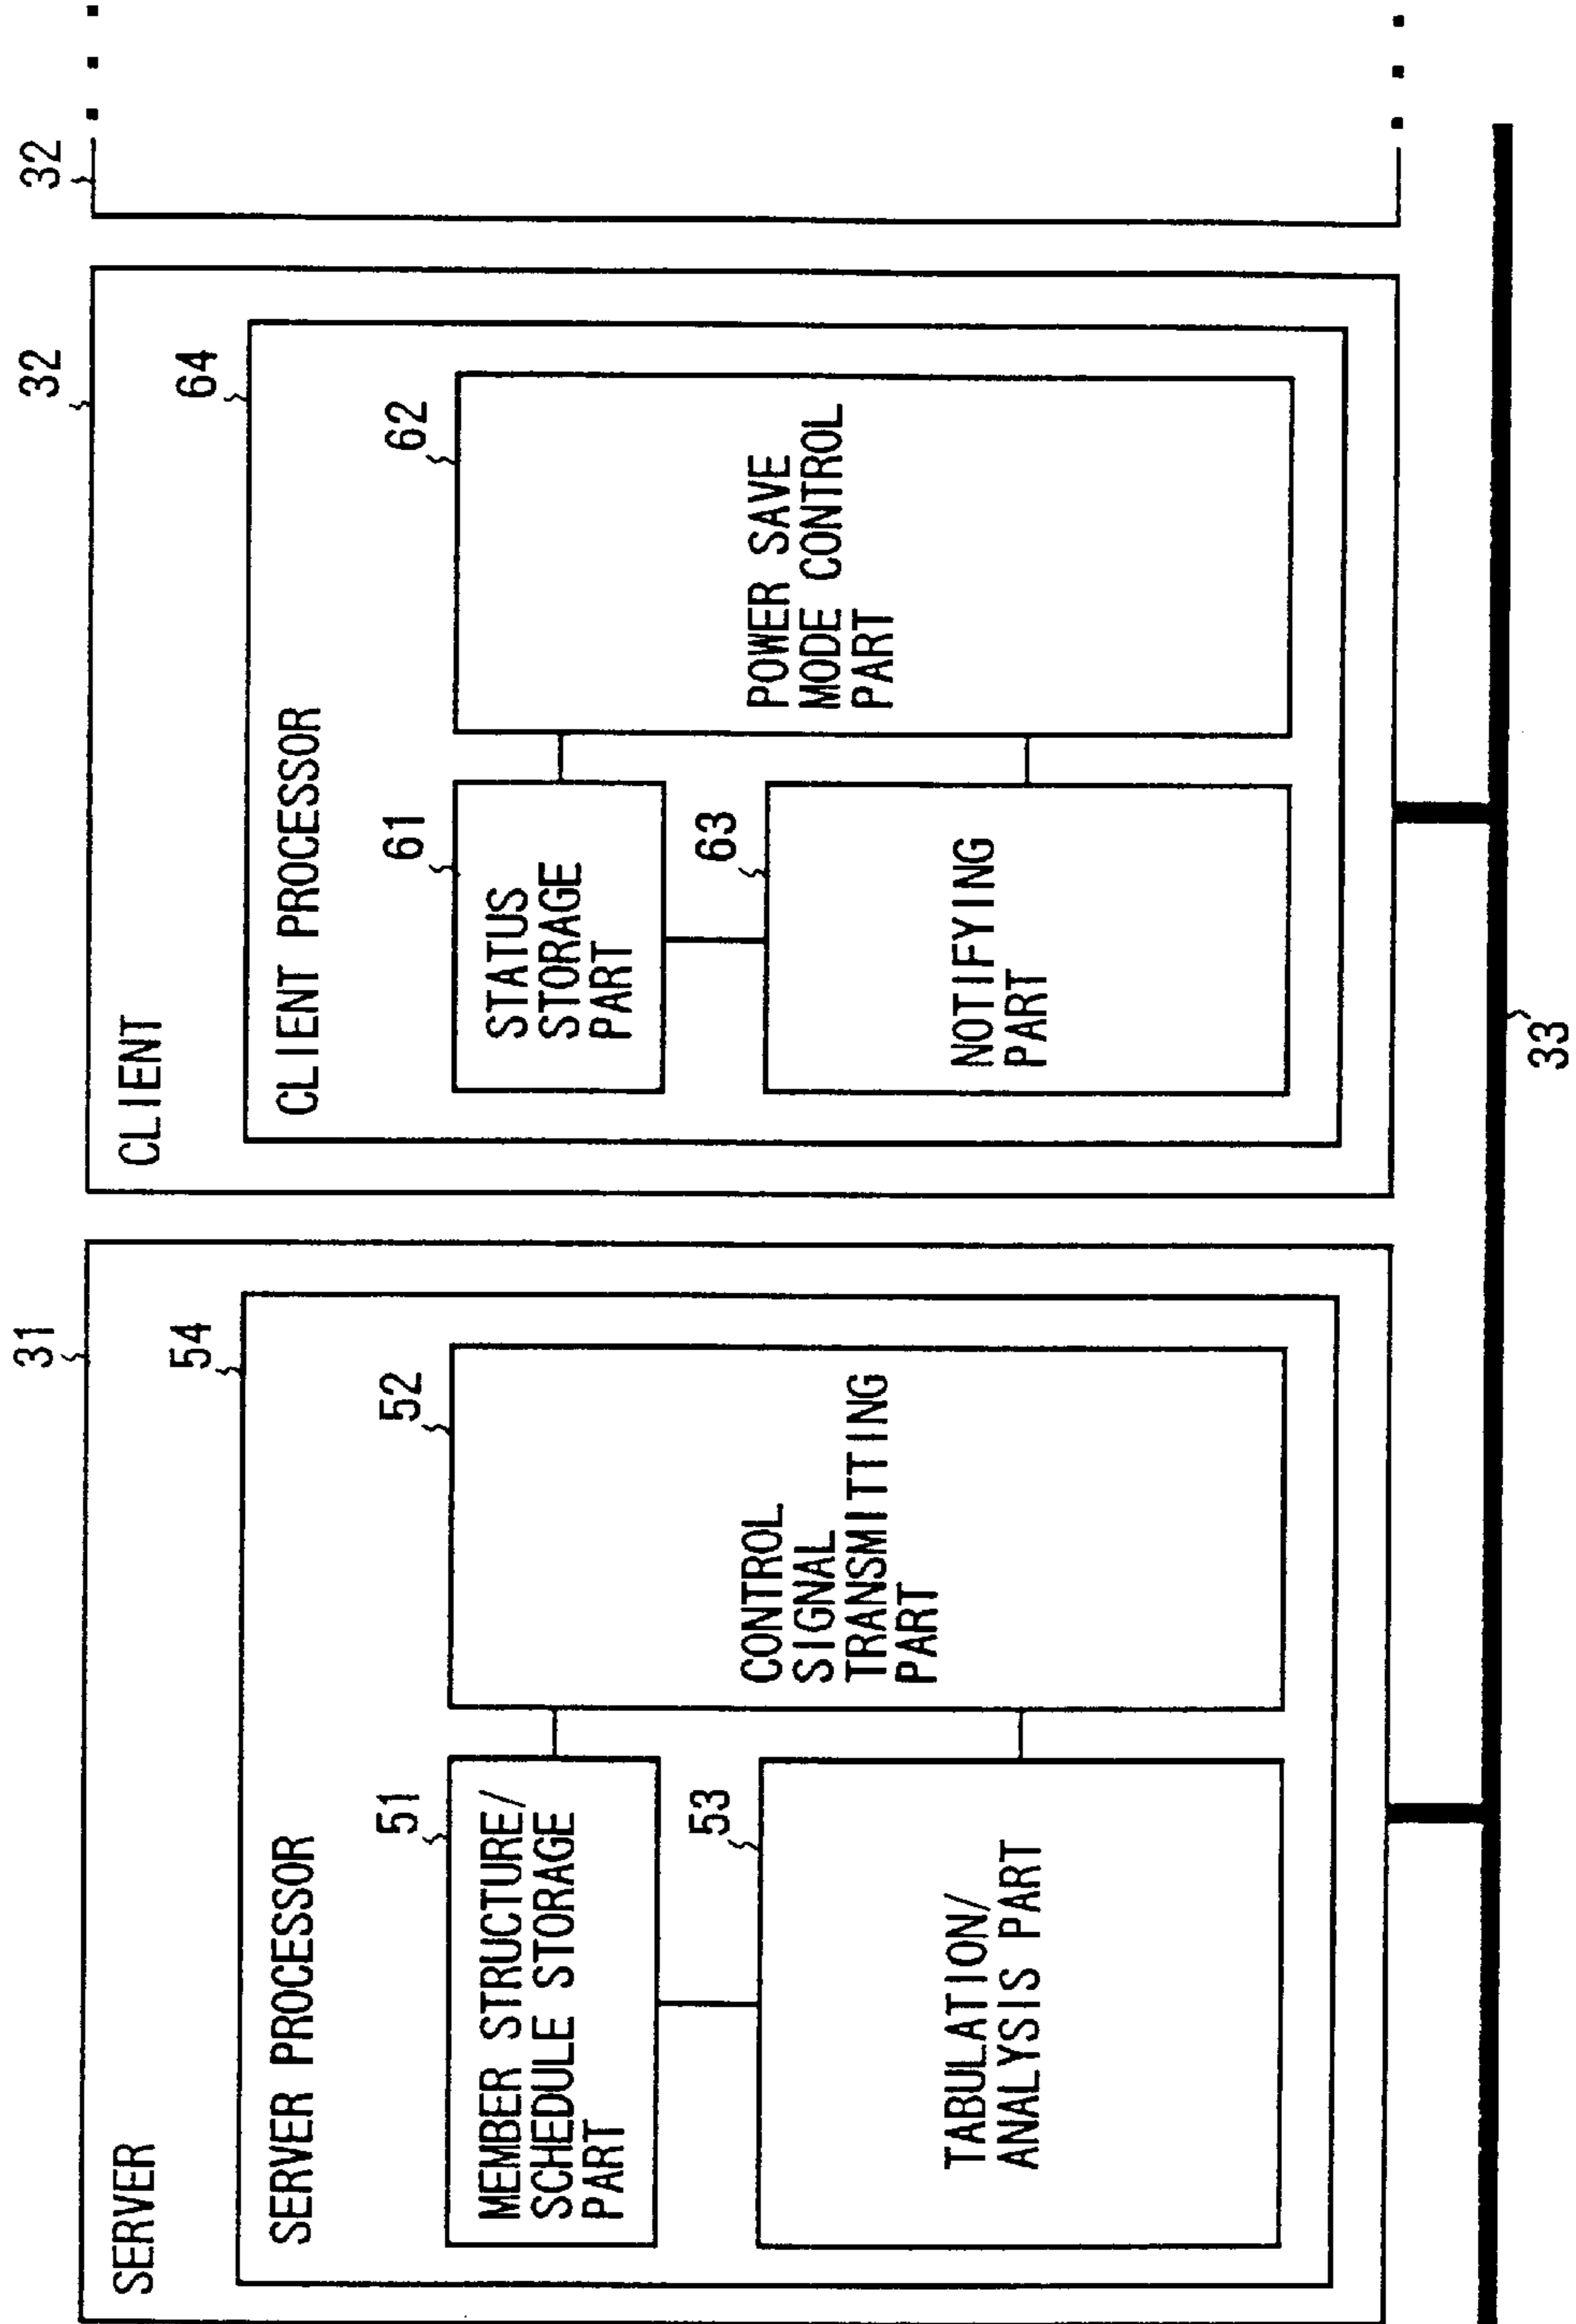 SERVER
31
SERVER PROCESSOR
54
MEMBER STRUCTURE/
SCHEDULE STORAGE
PART
51
CONTROL
SIGNAL
TRANSMITTING
PART
52
TABULATION/
ANALYSIS PART
53
CLIENT
32
CLIENT PROCESSOR
64
STATUS
STORAGE
PART
61
POWER SAVE
MODE CONTROL
PART
62
NOTIFYING
PART
63
32
33